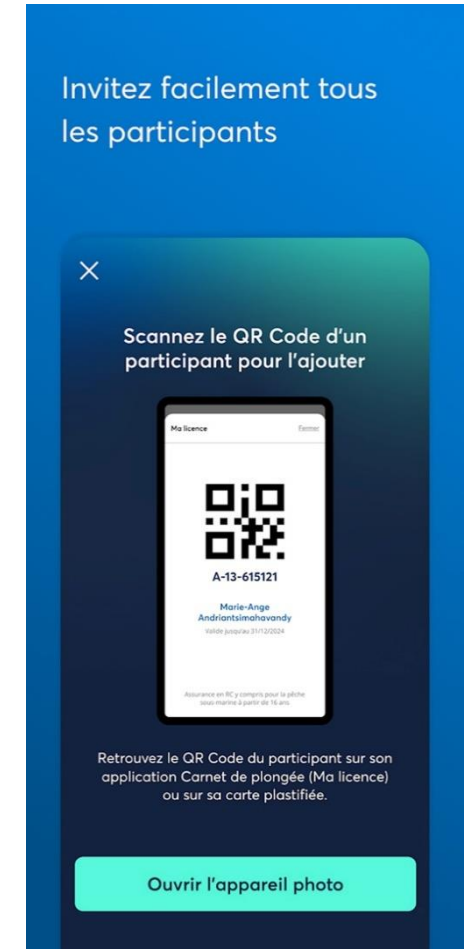 Invitez facilement tous
les participants
Scannez le QR Code d'un
participant pour l'ajouter
Ma licence Fermer
A-13-615121
Marie-Ange
Andriantsimahavandy
Valide jusqu'au 31/12/2024
Assurance en RC y compris pour la pêche
sous-marine à partir de 16 ans
Retrouvez le QR Code du participant sur son
application Carnet de plongée (Ma licence)
ou sur sa carte plastifiée.
Ouvrir l'appareil photo